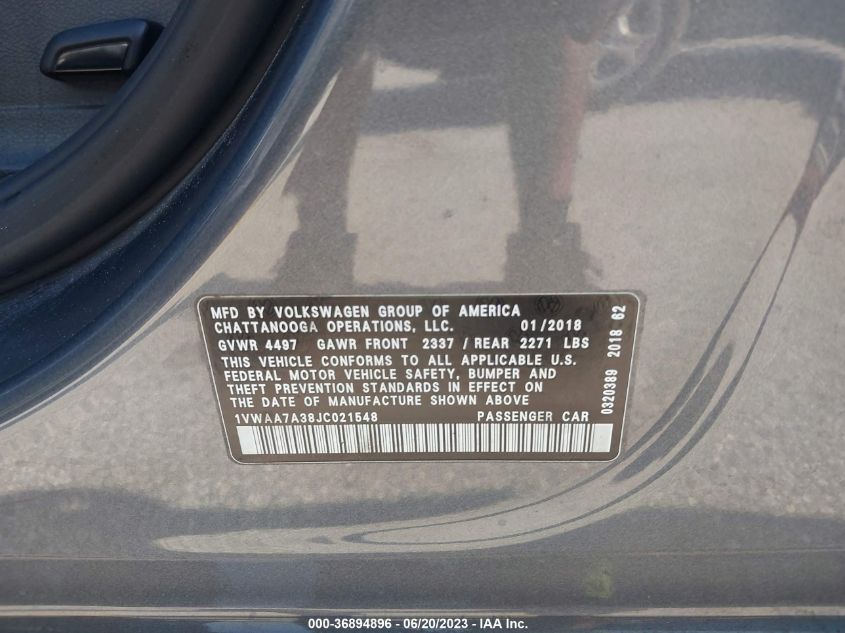 MFD BY VOLKSWAGEN GROUP OF AMERICA
CHATTANOOGA OPERATIONS, LLC. 01/2018
GVWR 4497 GAWR FRONT 2337 / REAR 2271 LBS
THIS VEHICLE CONFORMS TO ALL APPLICABLE U.S.
FEDERAL MOTOR VEHICLE SAFETY, BUMPER AND
THEFT PREVENTION STANDARDS IN EFFECT ON
THE DATE OF MANUFACTURE SHOWN ABOVE
1VWAA7A38JC021548 PASSENGER CAR
0320389 2018 62
000-36894896 - 06/20/2023 - © IAA, Inc.